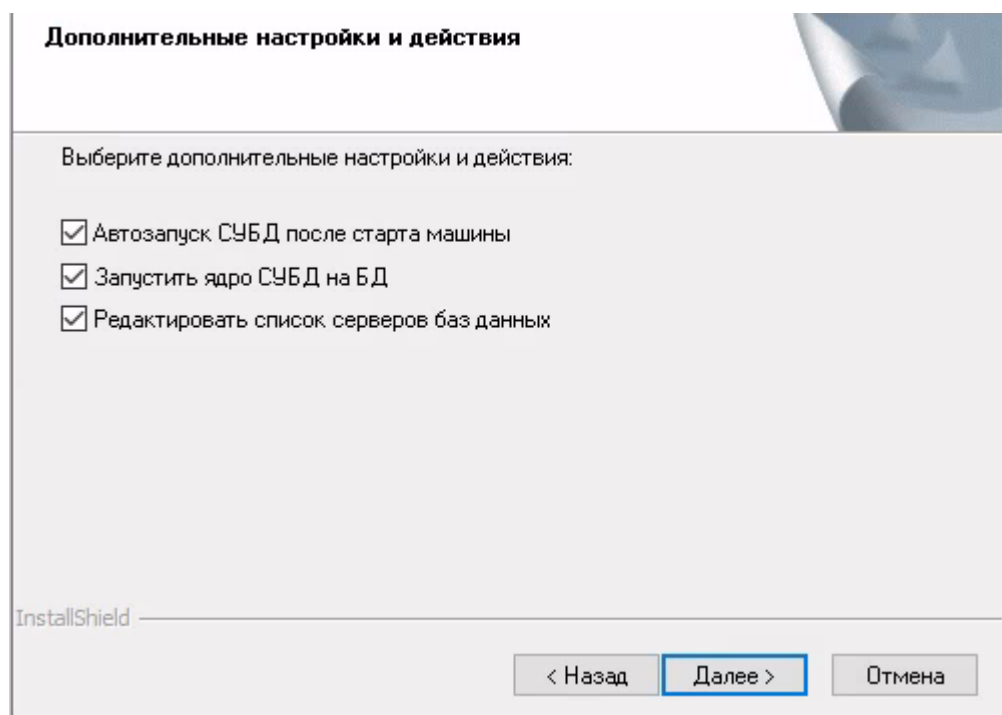 Дополнительные настройки и действия
Выберите дополнительные настройки и действия:
Автозапуск СУБД после старта машины
Запустить ядро СУБД на БД
Редактировать список серверов баз данных
InstallShield
< Назад
Далее >
Отмена